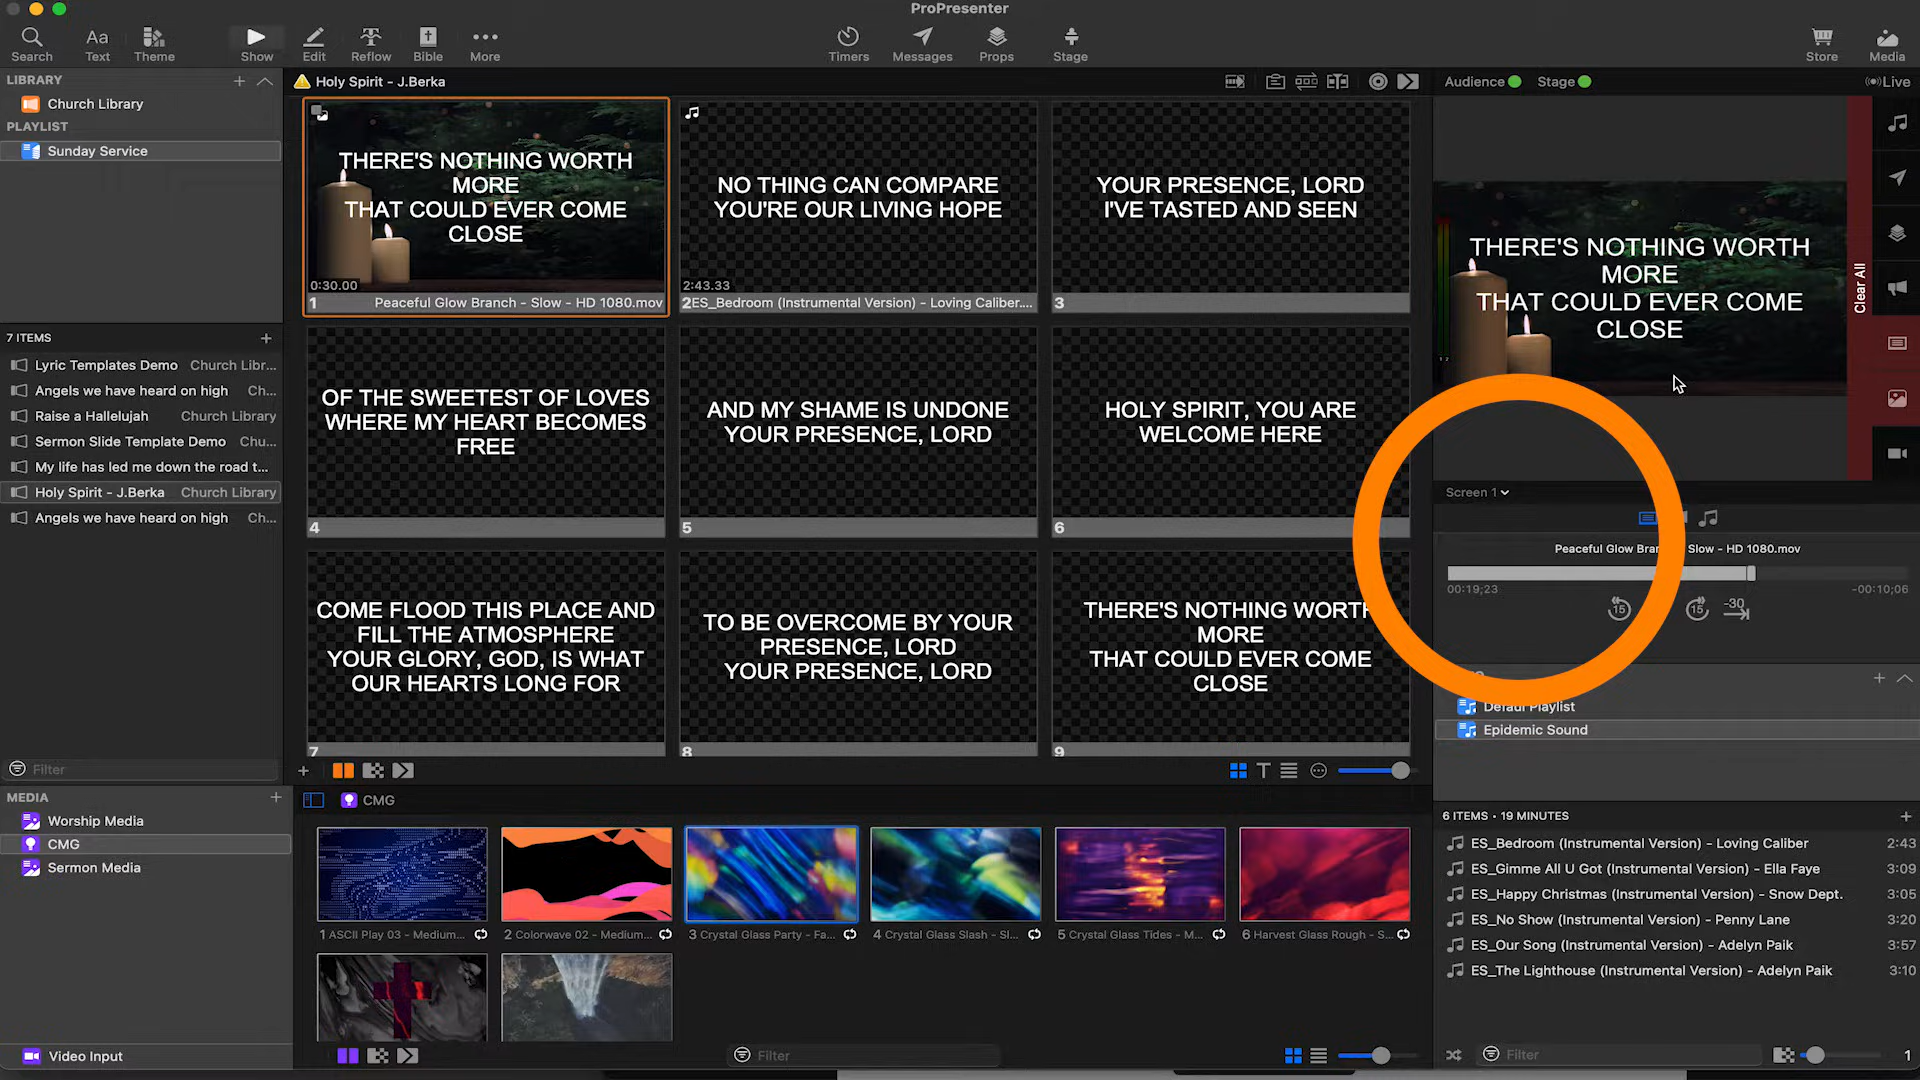 ProPresenter
Search
Text
Theme
Show
Edit
Reflow
Bible
More
Timers
Messages
Props
Stage
Store
Media
LIBRARY
Church Library
PLAYLIST
Sunday Service
7 ITEMS
Lyric Templates Demo Church Libr...
Angels we have heard on high Ch...
Raise a Hallelujah Church Library
Sermon Slide Template Demo Chu...
My life has led me down the road t...
Holy Spirit - J.Berka Church Library
Angels we have heard on high Ch...
Filter
MEDIA
Worship Media
CMG
Sermon Media
Video Input
Holy Spirit - J.Berka
THERE'S NOTHING WORTH
MORE
THAT COULD EVER COME
CLOSE
0:30.00
1 Peaceful Glow Branch - Slow - HD 1080.mov
NO THING CAN COMPARE
YOU'RE OUR LIVING HOPE
2:43.33
2 ES_Bedroom (Instrumental Version) - Loving Caliber....
YOUR PRESENCE, LORD
I'VE TASTED AND SEEN
3
OF THE SWEETEST OF LOVES
WHERE MY HEART BECOMES
FREE
4
AND MY SHAME IS UNDONE
YOUR PRESENCE, LORD
5
HOLY SPIRIT, YOU ARE
WELCOME HERE
6
COME FLOOD THIS PLACE AND
FILL THE ATMOSPHERE
YOUR GLORY, GOD, IS WHAT
OUR HEARTS LONG FOR
7
TO BE OVERCOME BY YOUR
PRESENCE, LORD
YOUR PRESENCE, LORD
8
THERE'S NOTHING WORTH
MORE
THAT COULD EVER COME
CLOSE
9
CMG
1 ASCII Play 03 - Medium...
2 Colorwave 02 - Medium...
3 Crystal Glass Party - Fa...
4 Crystal Glass Slash - Sl...
5 Crystal Glass Tides - M...
6 Harvest Glass Rough - S...
Filter
Audience
Stage
Live
THERE'S NOTHING WORTH
MORE
THAT COULD EVER COME
CLOSE
Clear All
Screen 1
Peaceful Glow Bran Slow - HD 1080.mov
00:19;23
-00:10;06
15
15
-30
Default Playlist
Epidemic Sound
6 ITEMS • 19 MINUTES
ES_Bedroom (Instrumental Version) - Loving Caliber 2:43
ES_Gimme All U Got (Instrumental Version) - Ella Faye 3:09
ES_Happy Christmas (Instrumental Version) - Snow Dept. 3:05
ES_No Show (Instrumental Version) - Penny Lane 3:20
ES_Our Song (Instrumental Version) - Adelyn Paik 3:57
ES_The Lighthouse (Instrumental Version) - Adelyn Paik 3:10
Filter
1